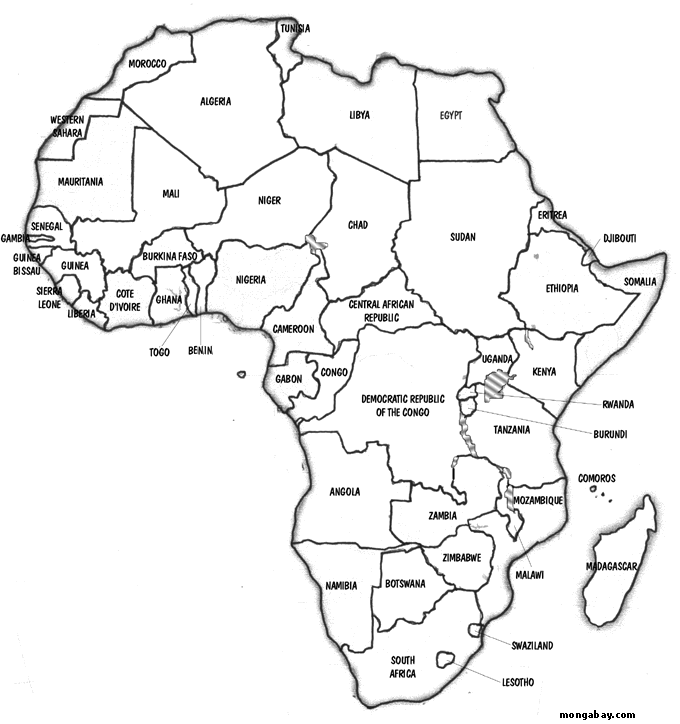 TUNISIA
MOROCCO
ALGERIA
LIBYA
EGYPT
WESTERN
SAHARA
MAURITANIA
MALI
NIGER
CHAD
SUDAN
ERITREA
DJIBOUTI
SENEGAL
GAMBIA
GUINEA
BISSAU
GUINEA
BURKINA FASO
NIGERIA
ETHIOPIA
SOMALIA
SIERRA
LEONE
LIBERIA
COTE
D'IVOIRE
GHANA
TOGO
BENIN
CAMEROON
CENTRAL AFRICAN
REPUBLIC
GABON
CONGO
DEMOCRATIC REPUBLIC
OF THE CONGO
UGANDA
KENYA
RWANDA
BURUNDI
TANZANIA
COMOROS
ANGOLA
ZAMBIA
MOZAMBIQUE
MALAWI
MADAGASCAR
ZIMBABWE
NAMIBIA
BOTSWANA
SWAZILAND
SOUTH
AFRICA
LESOTHO
mongabay.com